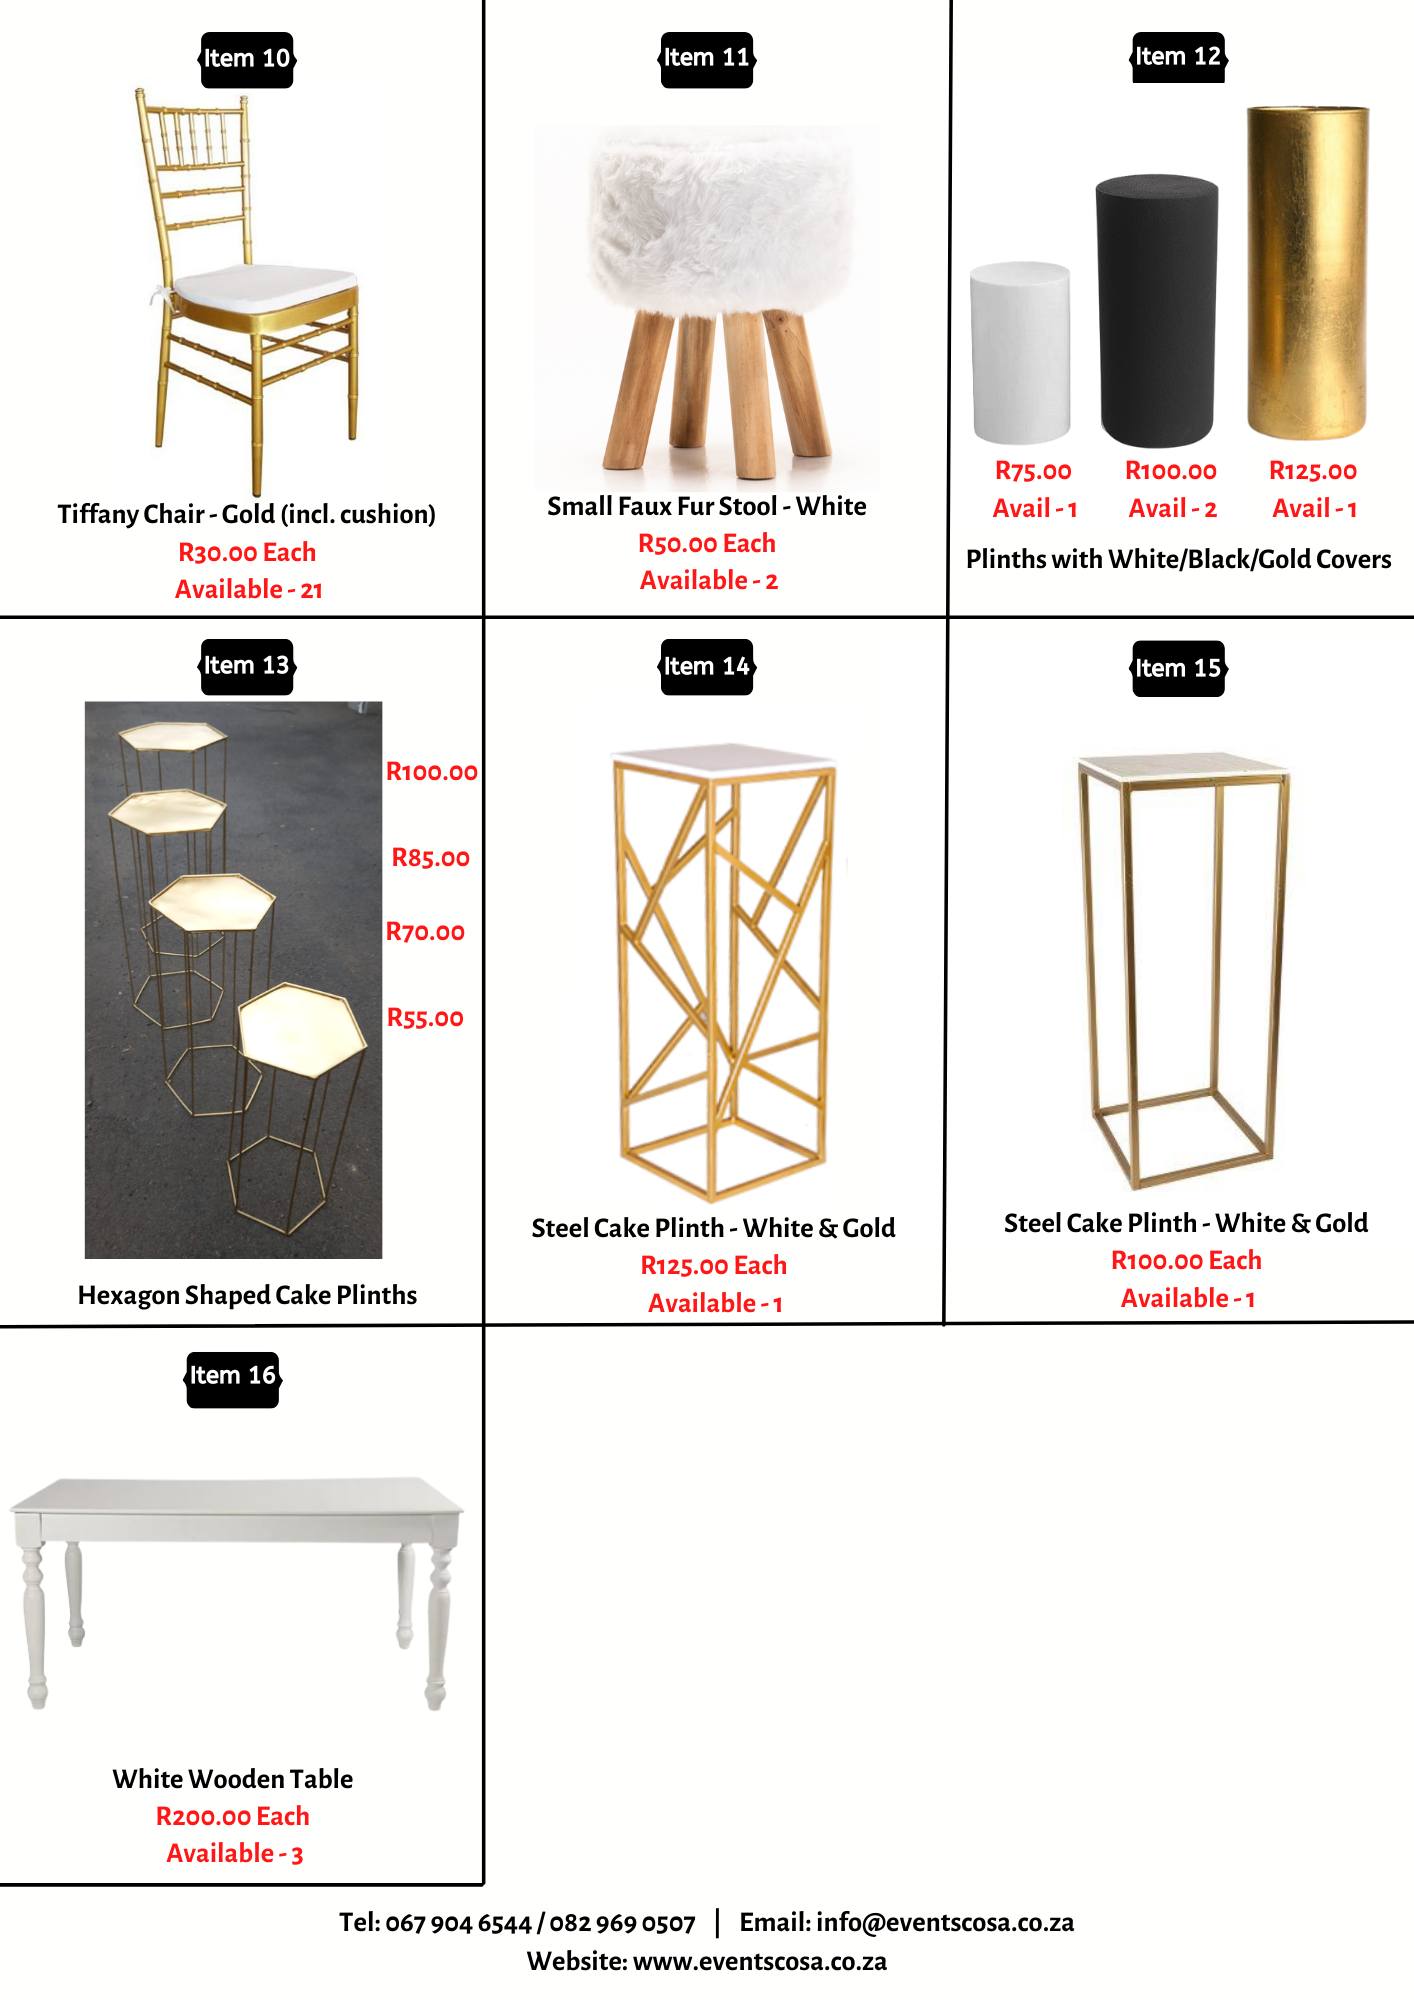 Item 10
Tiffany Chair - Gold (incl. cushion)
R30.00 Each
Available - 21
Item 11
Small Faux Fur Stool - White
R50.00 Each
Available - 2
Item 12
R75.00 R100.00 R125.00
Avail - 1 Avail - 2 Avail - 1
Plinths with White/Black/Gold Covers
Item 13
R100.00
R85.00
R70.00
R55.00
Hexagon Shaped Cake Plinths
Item 14
Steel Cake Plinth - White & Gold
R125.00 Each
Available - 1
Item 15
Steel Cake Plinth - White & Gold
R100.00 Each
Available - 1
Item 16
White Wooden Table
R200.00 Each
Available - 3
Tel: 067 904 6544 / 082 969 0507 | Email: info@eventscosa.co.za
Website: www.eventscosa.co.za